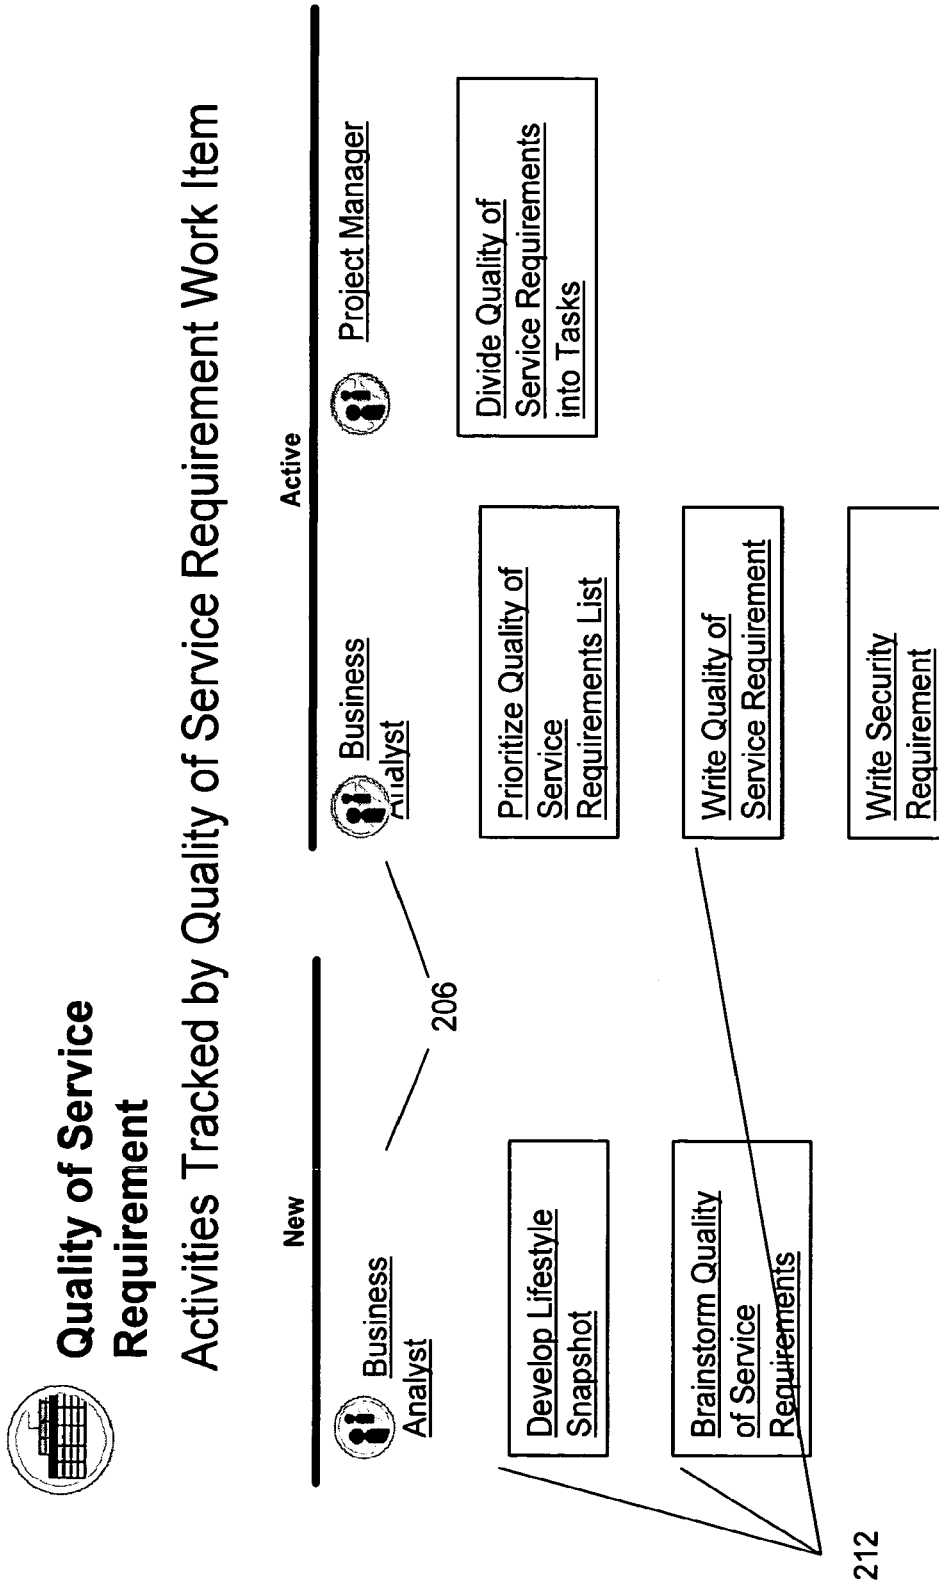 Quality of Service
Requirement
Activities Tracked by Quality of Service Requirement Work Item
New
Business
Analyst
206
Develop Lifestyle
Snapshot
Brainstorm Quality
of Service
Requirements
212
Active
Business
Analyst
Prioritize Quality of
Service
Requirements List
Write Quality of
Service Requirement
Write Security
Requirement
Project Manager
Divide Quality of
Service Requirements
into Tasks